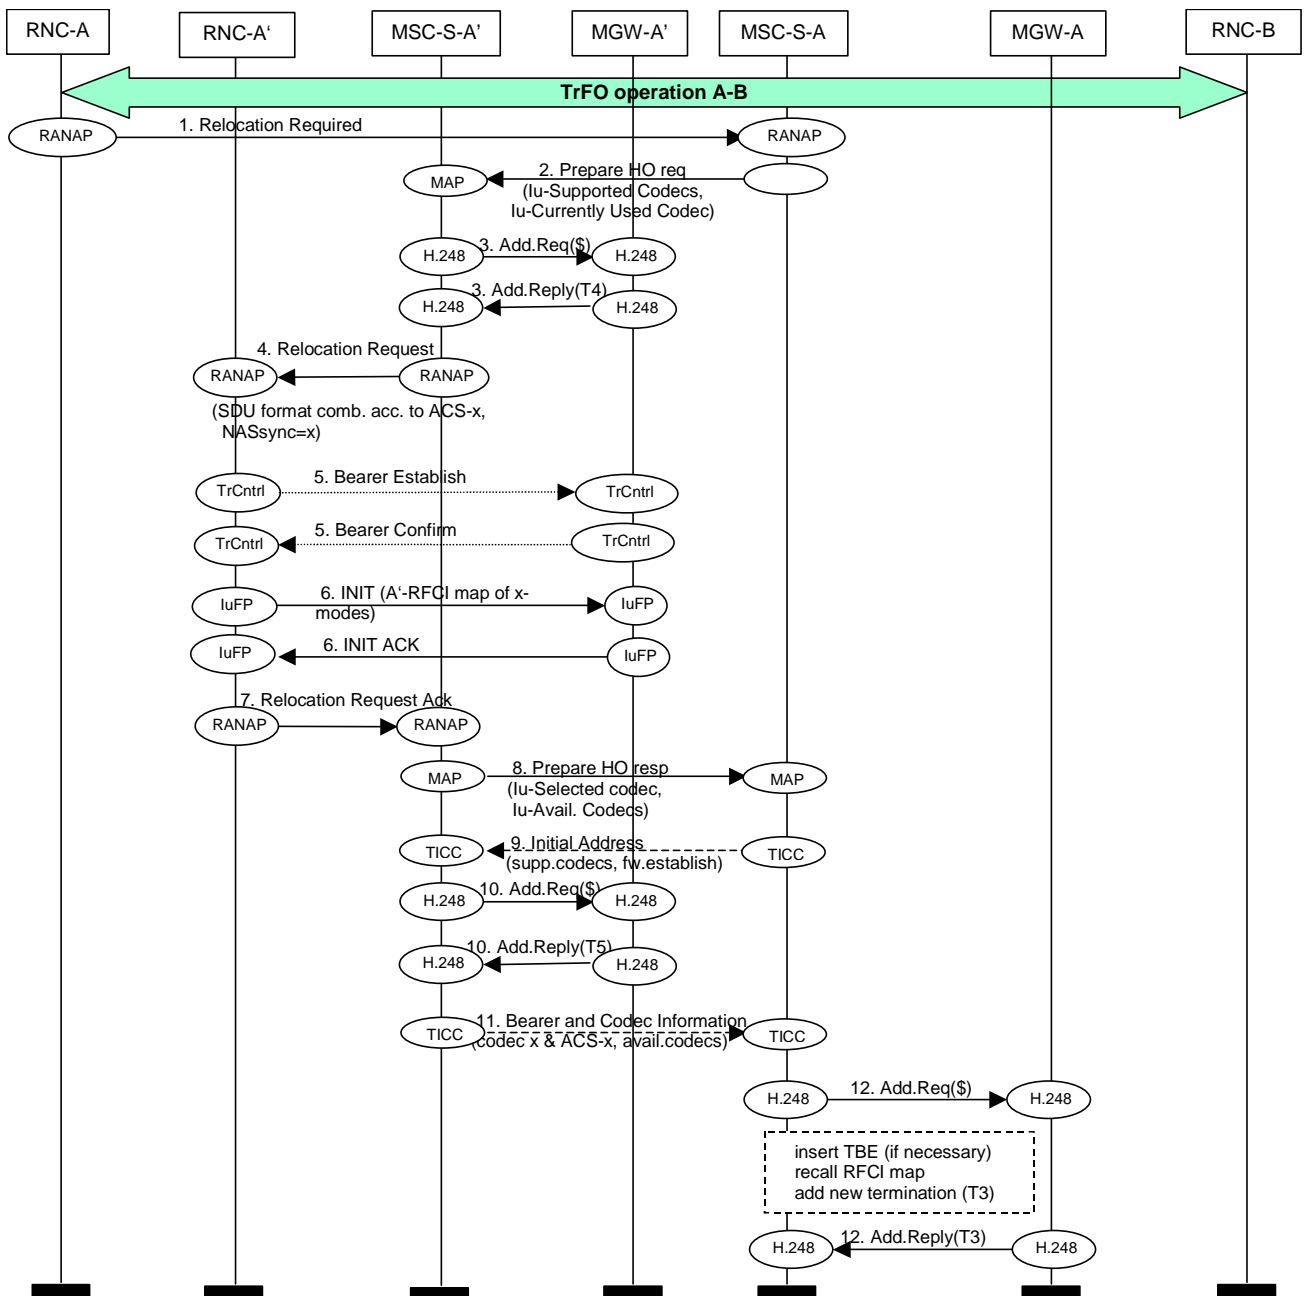 RNC-A
RNC-A‘
MSC-S-A’
MGW-A’
MSC-S-A
MGW-A
RNC-B
TrFO operation A-B
RANAP
1. Relocation Required
RANAP
MAP
2. Prepare HO req
(Iu-Supported Codecs,
Iu-Currently Used Codec)
H.248
3. Add.Req($)
H.248
H.248
3. Add.Reply(T4)
H.248
4. Relocation Request
RANAP
RANAP
(SDU format comb. acc. to ACS-x,
NASsync=x)
TrCntrl
5. Bearer Establish
TrCntrl
TrCntrl
5. Bearer Confirm
TrCntrl
IuFP
6. INIT (A‘-RFCI map of x-
modes)
IuFP
IuFP
6. INIT ACK
IuFP
7. Relocation Request Ack
RANAP
RANAP
MAP
8. Prepare HO resp
(Iu-Selected codec,
Iu-Avail. Codecs)
MAP
TICC
9. Initial Address
(supp.codecs, fw.establish)
TICC
H.248
10. Add.Req($)
H.248
H.248
10. Add.Reply(T5)
H.248
TICC
11. Bearer and Codec Information
(codec x & ACS-x, avail.codecs)
TICC
H.248
12. Add.Req($)
H.248
insert TBE (if necessary)
recall RFCI map
add new termination (T3)
H.248
12. Add.Reply(T3)
H.248